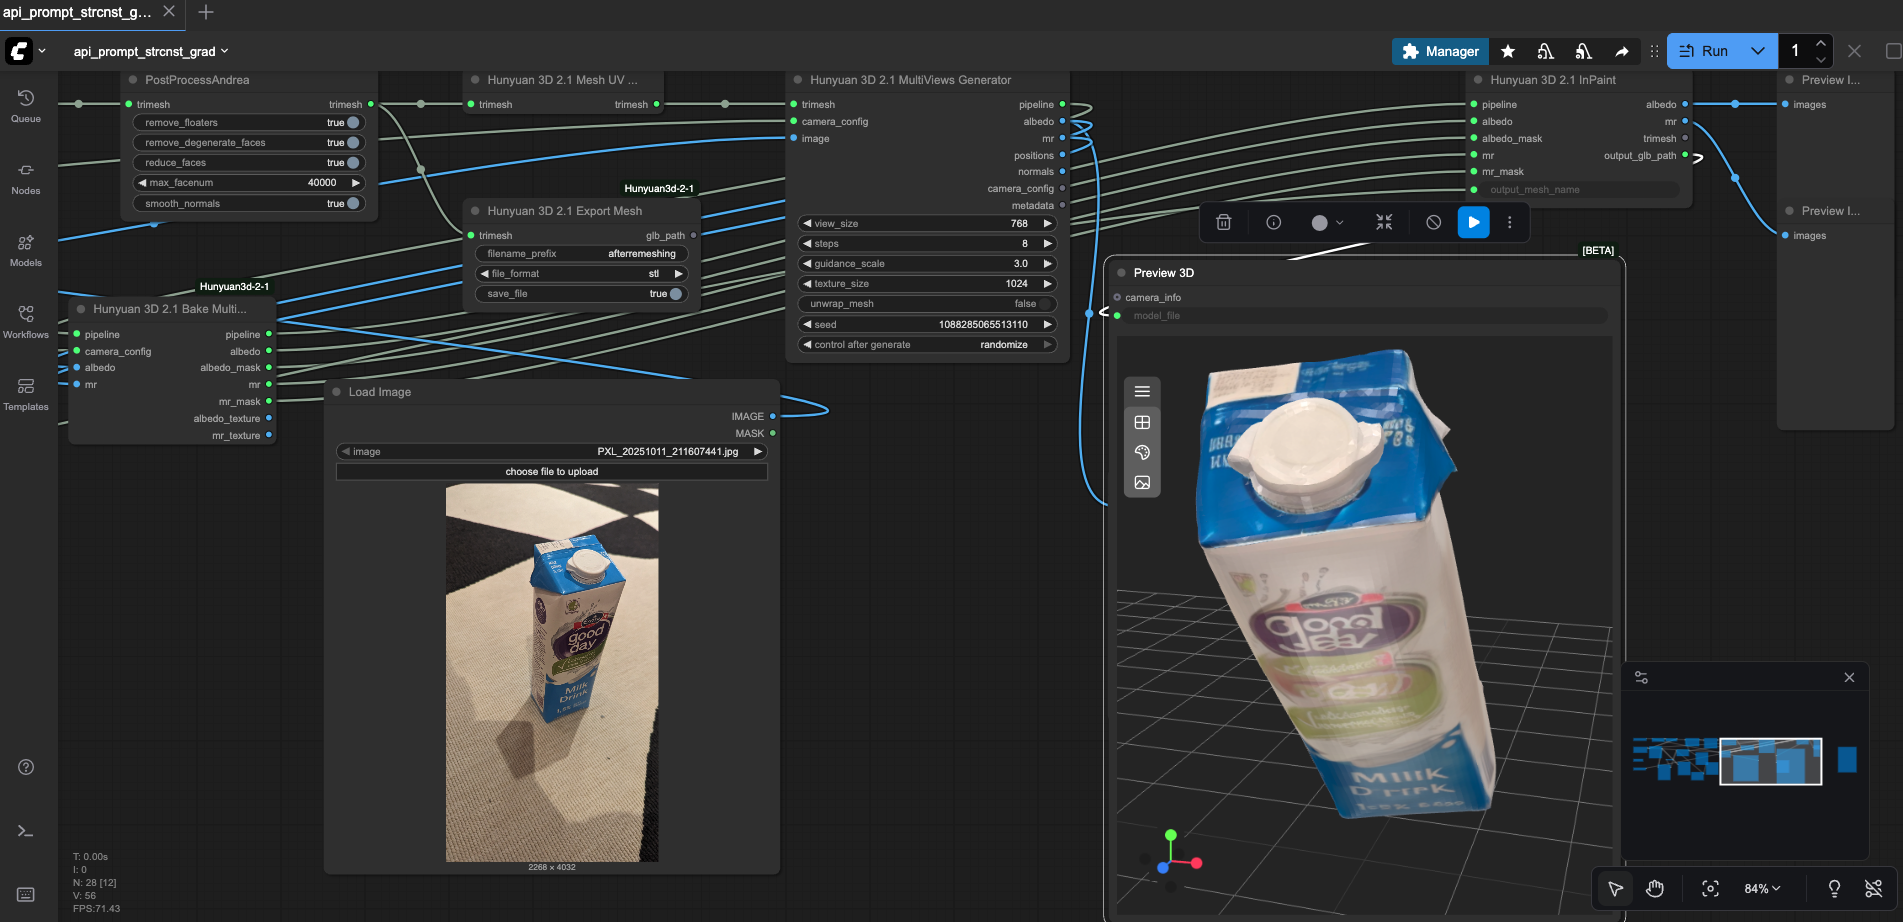 api_prompt_strcnst_g...
api_prompt_strcnst_grad
Manager
Run
1
Queue
Nodes
Models
Workflows
Templates
PostProcessAndrea
trimesh trimesh
remove_floaters true
remove_degenerate_faces true
reduce_faces true
max_facenum 40000
smooth_normals true
Hunyuan 3D 2.1 Mesh UV ...
trimesh trimesh
Hunyuan3d-2-1
Hunyuan 3D 2.1 Export Mesh
trimesh glb_path
filename_prefix afterremeshing
file_format stl
save_file true
Hunyuan3d-2-1
Hunyuan 3D 2.1 Bake Multi...
pipeline pipeline
camera_config albedo
albedo albedo_mask
mr mr
mr_mask
albedo_texture
mr_texture
Load Image
IMAGE
MASK
image PXL_20251011_211607441.jpg
choose file to upload
good
day
Milk
Drink
2268 × 4032
Hunyuan 3D 2.1 MultiViews Generator
trimesh pipeline
camera_config albedo
image mr
positions
normals
camera_config
metadata
view_size 768
steps 8
guidance_scale 3.0
texture_size 1024
unwrap_mesh false
seed 1088285065513110
control after generate randomize
Hunyuan 3D 2.1 InPaint
pipeline albedo
albedo mr
albedo_mask trimesh
mr output_glb_path
mr_mask
output_mesh_name
Preview I...
images
Preview I...
images
[BETA]
Preview 3D
camera_info
model_file
T: 0.00s
I: 0
N: 28 [12]
V: 56
FPS:71.43
84%